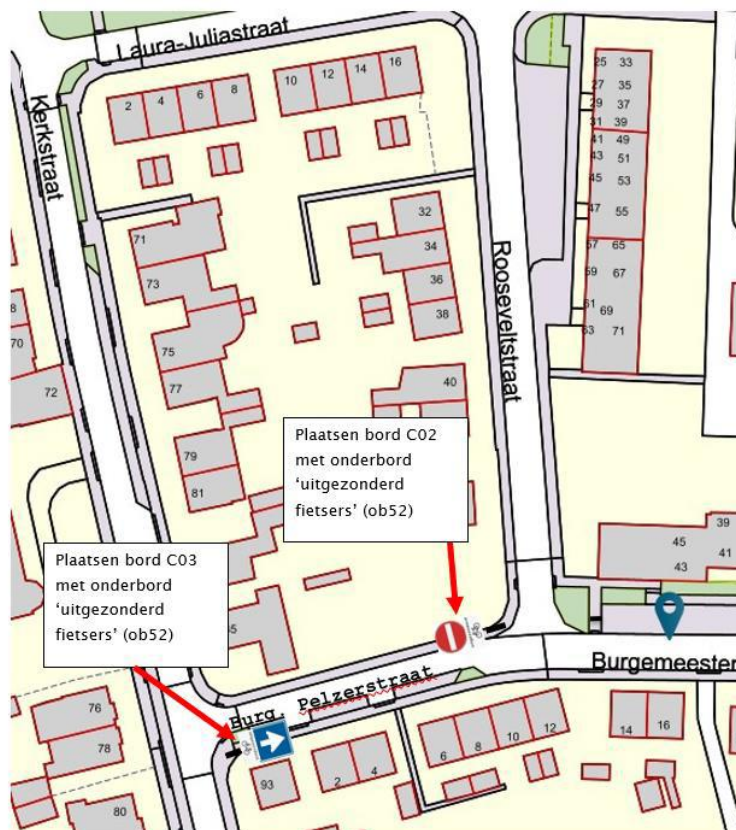 Laura-Juliastraat
Kerkstraat
2 4 6 8
10 12 14 16
25 33
27 35
29 37
31 39
41 49
43 51
45 53
47 55
57 65
59 67
61 69
63 71
71
73
75
77
79
81
32
34
36
38
40
Rooseveltstraat
70
72
8
Plaatsen bord C02
met onderbord
‘uitgezonderd
fietsers’ (ob52)
Plaatsen bord C03
met onderbord
‘uitgezonderd
fietsers’ (ob52)
39
45
41
43
Burg. Pelzerstraat
Burgemeester
76
78
80
93
2 4
6 8 10 12
14 16